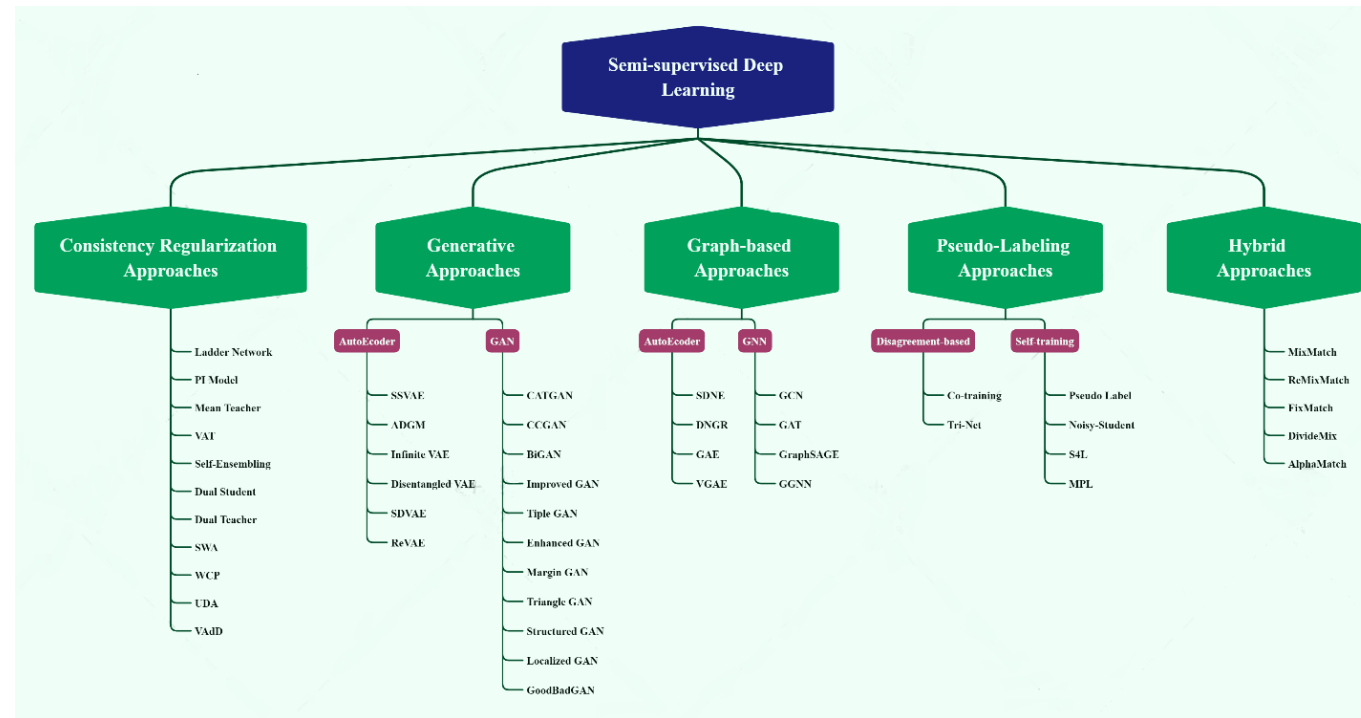 Semi-supervised Deep
Learning
Consistency Regularization
Approaches
Ladder Network
PI Model
Mean Teacher
VAT
Self-Ensembling
Dual Student
Dual Teacher
SWA
WCP
UDA
VAdD
Generative
Approaches
AutoEcoder
SSVAE
ADGM
Infinite VAE
Disentangled VAE
SDVAE
ReVAE
GAN
CATGAN
CCGAN
BiGAN
Improved GAN
Tiple GAN
Enhanced GAN
Margin GAN
Triangle GAN
Structured GAN
Localized GAN
GoodBadGAN
Graph-based
Approaches
AutoEcoder
SDNE
DNGR
GAE
VGAE
GNN
GCN
GAT
GraphSAGE
GGNN
Pseudo-Labeling
Approaches
Disagreement-based
Co-training
Tri-Net
Self-training
Pseudo Label
Noisy-Student
S4L
MPL
Hybrid
Approaches
MixMatch
ReMixMatch
FixMatch
DivideMix
AlphaMatch